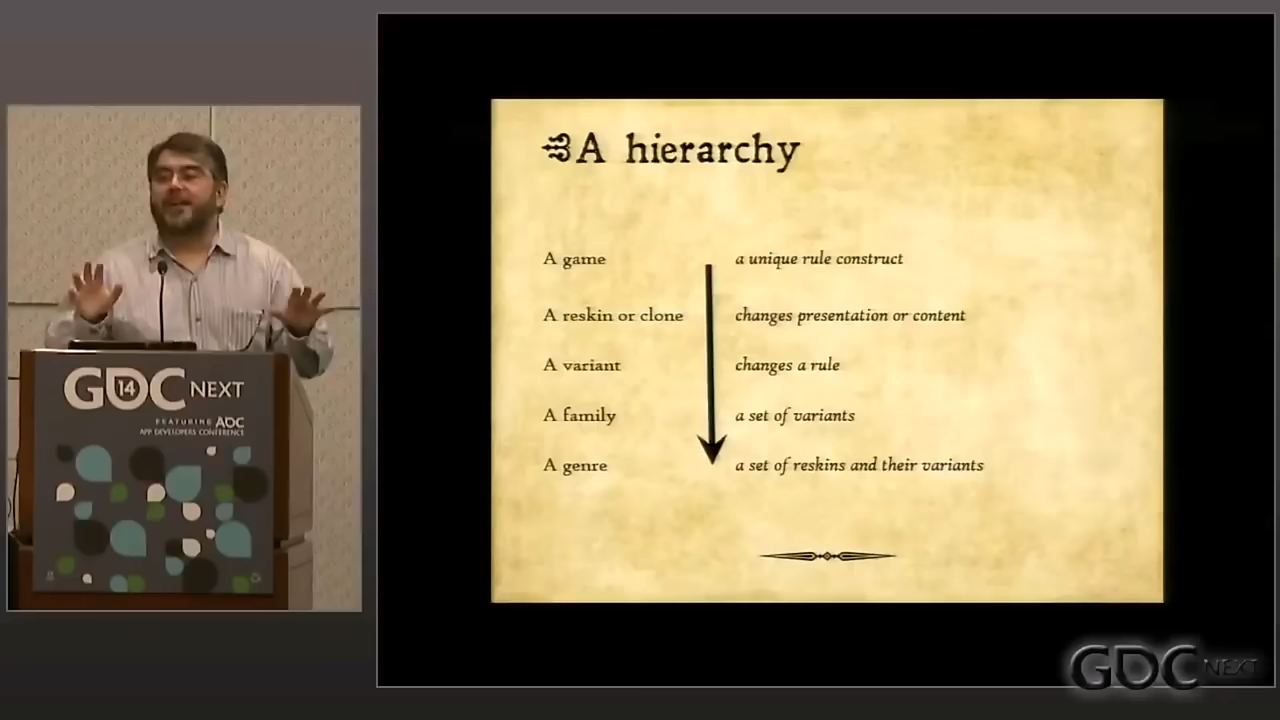 A hierarchy
A game a unique rule construct
A reskin or clone changes presentation or content
A variant changes a rule
A family a set of variants
A genre a set of reskins and their variants
GDC 14 NEXT
FEATURING ADC
APP DEVELOPERS CONFERENCE
GDC NEXT